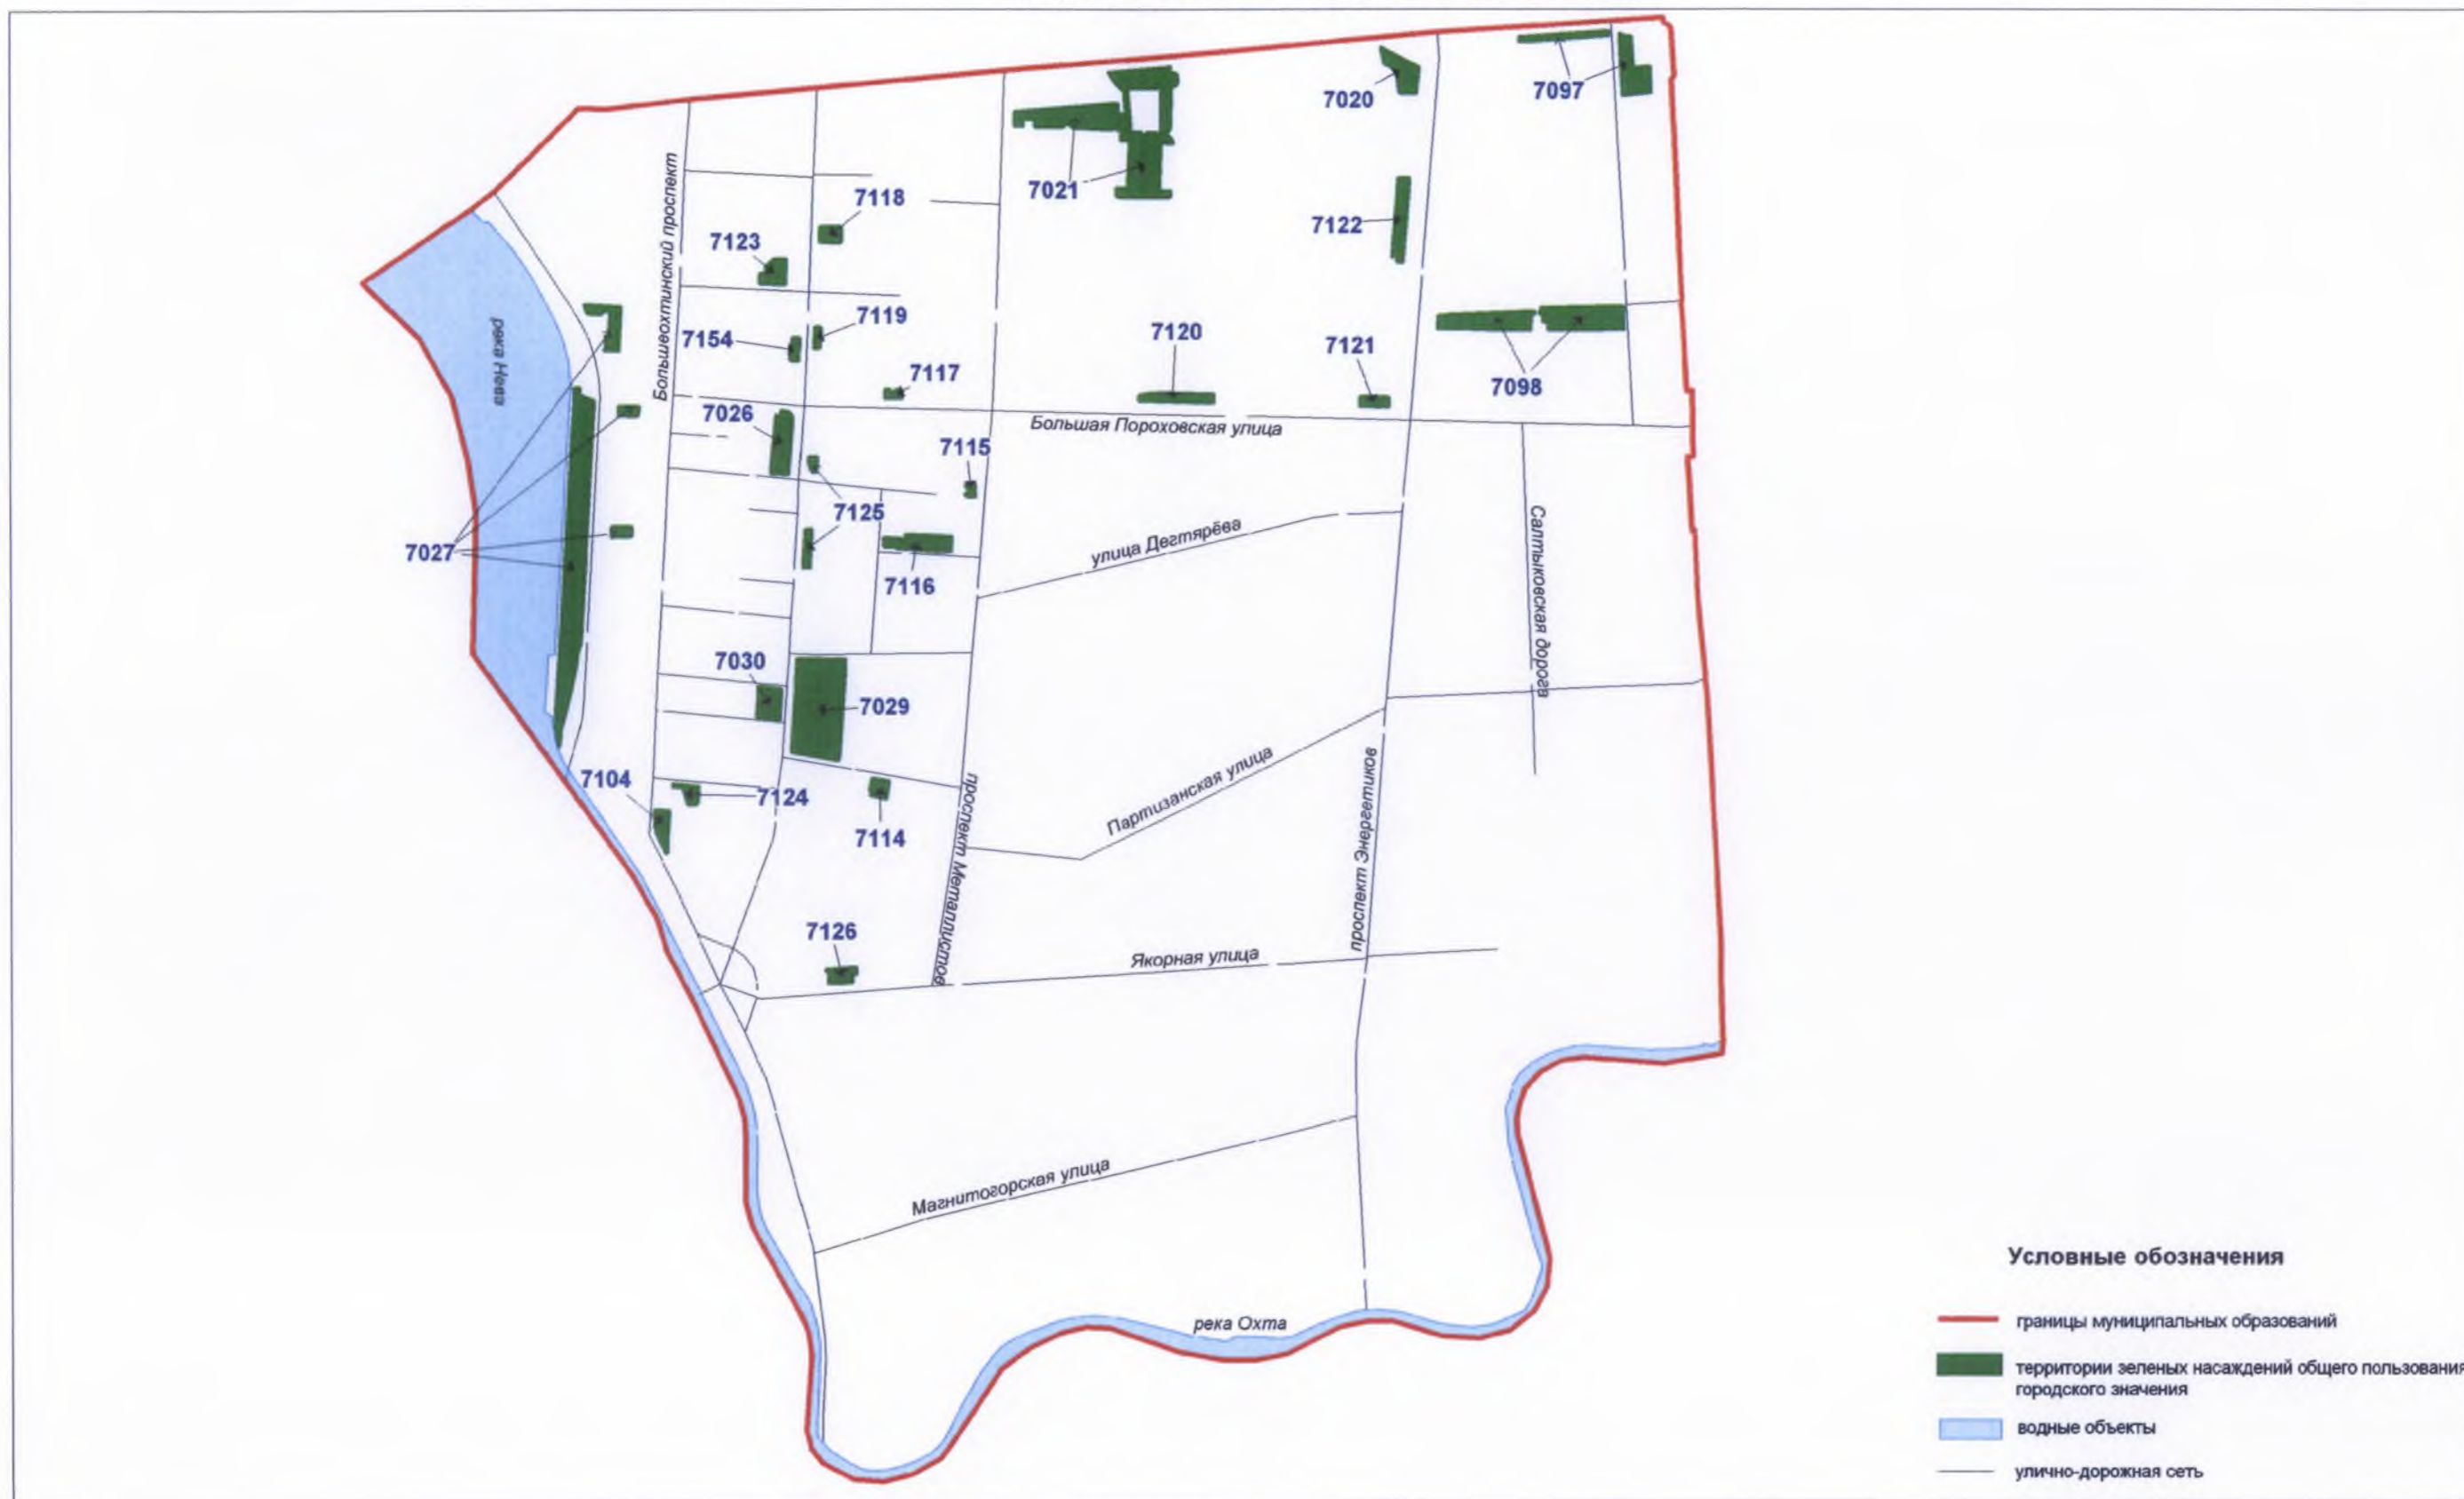 7020
7097
7021
7118
7122
7123
Большеохтинский проспект
7119
7154
7120
7121
река Нева
7117
7098
7026
Большая Пороховская улица
7115
7125
улица Дегтярёва
Салтыковская дорога
7027
7116
7030
7029
7104
7124
Партизанская улица
проспект Энергетиков
7114
проспект Металлистов
7126
Якорная улица
Магнитогорская улица
река Охта
Условные обозначения
границы муниципальных образований
территории зеленых насаждений общего пользования
городского значения
водные объекты
улично-дорожная сеть